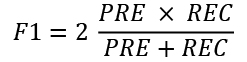 F1 = 2 PRE × REC / PRE + REC